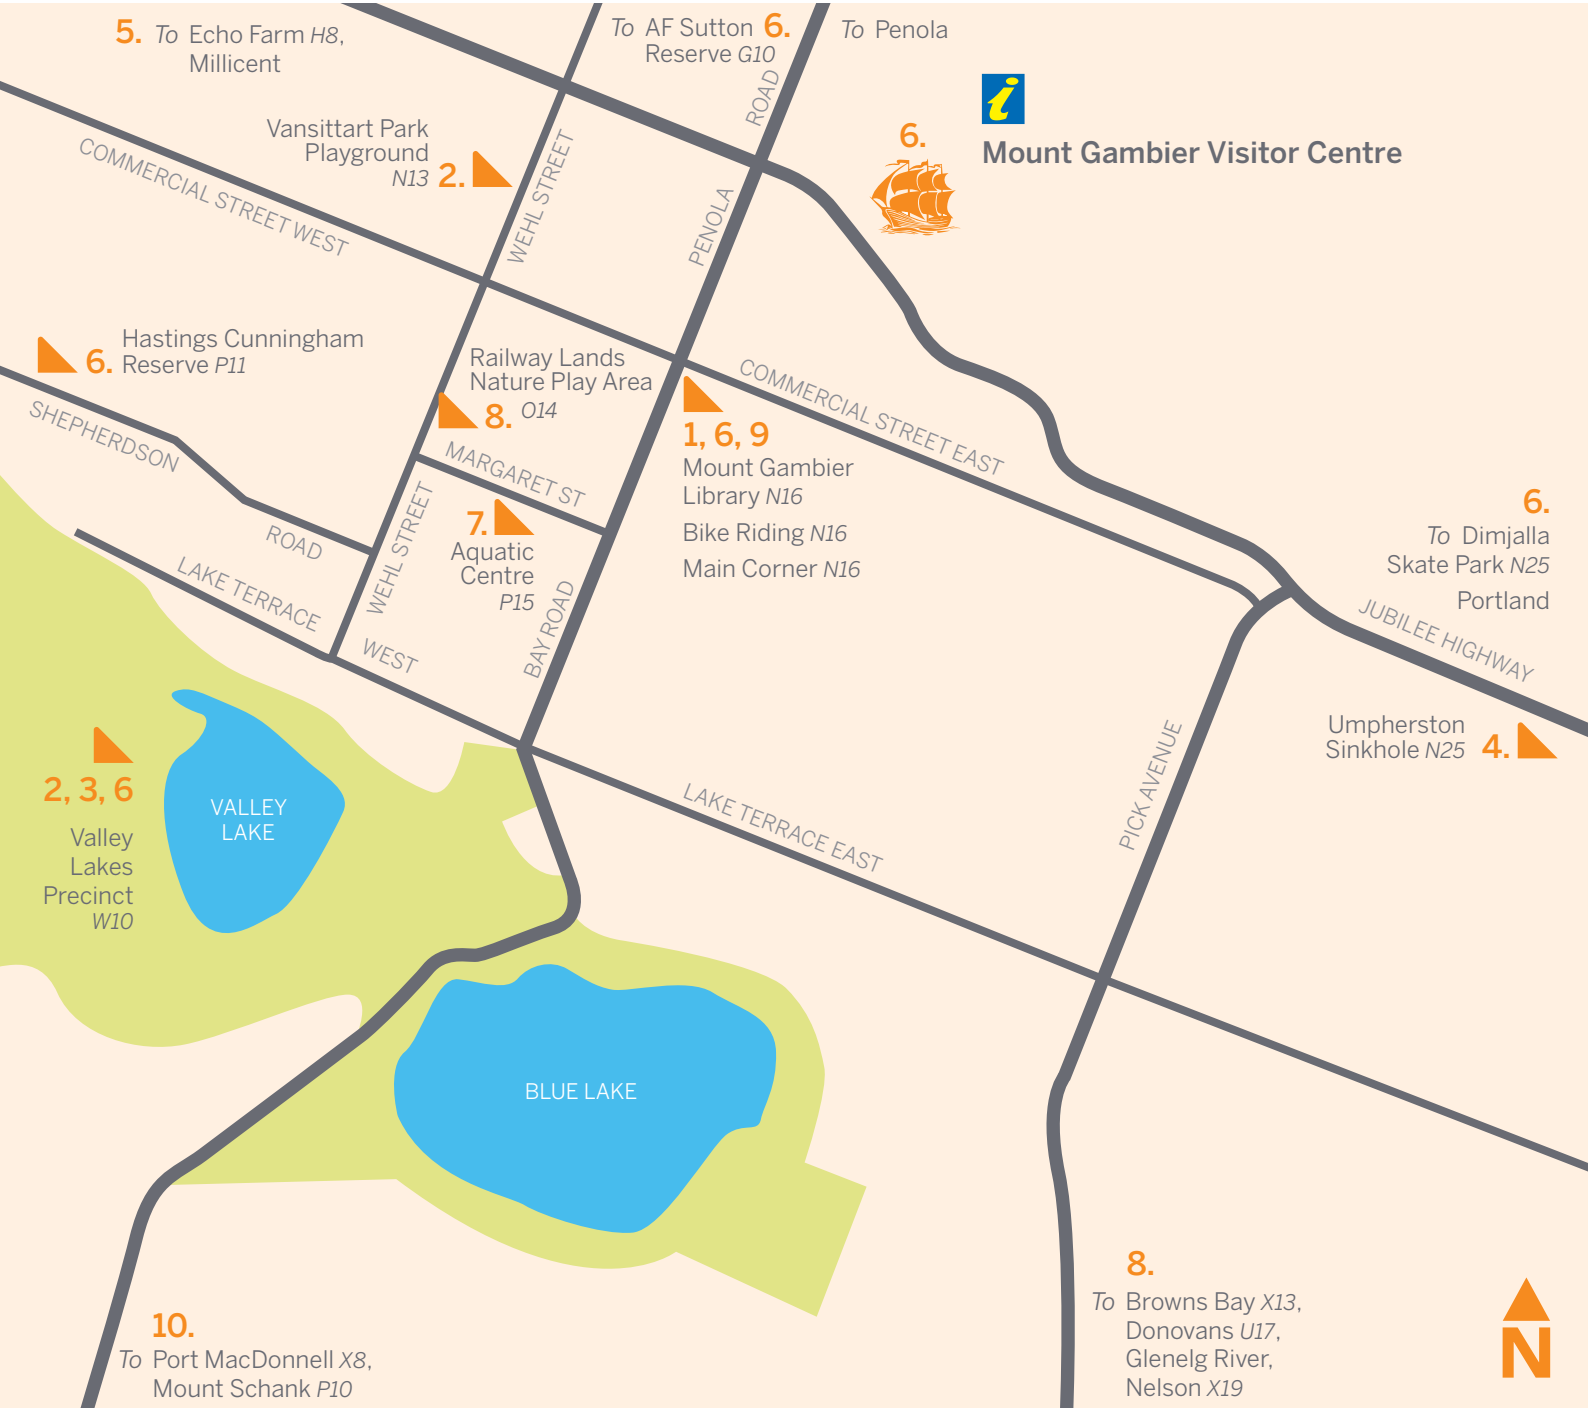 5. To Echo Farm H8,
Millicent
To AF Sutton 6.
Reserve G10
To Penola
i
Mount Gambier Visitor Centre
6.
ROAD
Vansittart Park
Playground
N13 2.
WEHL STREET
PENOLA
COMMERCIAL STREET WEST
6. Hastings Cunningham
Reserve P11
Railway Lands
Nature Play Area
8. O14
COMMERCIAL STREET EAST
1, 6, 9
Mount Gambier
Library N16
Bike Riding N16
Main Corner N16
SHEPHERDSON
ROAD
MARGARET ST
7.
Aquatic
Centre
P15
WEHL STREET
BAY ROAD
LAKE TERRACE
WEST
6.
To Dimjalla
Skate Park N25
Portland
JUBILEE HIGHWAY
Umpherston
Sinkhole N25 4.
PICK AVENUE
LAKE TERRACE EAST
2, 3, 6
Valley
Lakes
Precinct
W10
VALLEY
LAKE
BLUE LAKE
10.
To Port MacDonnell X8,
Mount Schank P10
8.
To Browns Bay X13,
Donovans U17,
Glenelg River,
Nelson X19
N